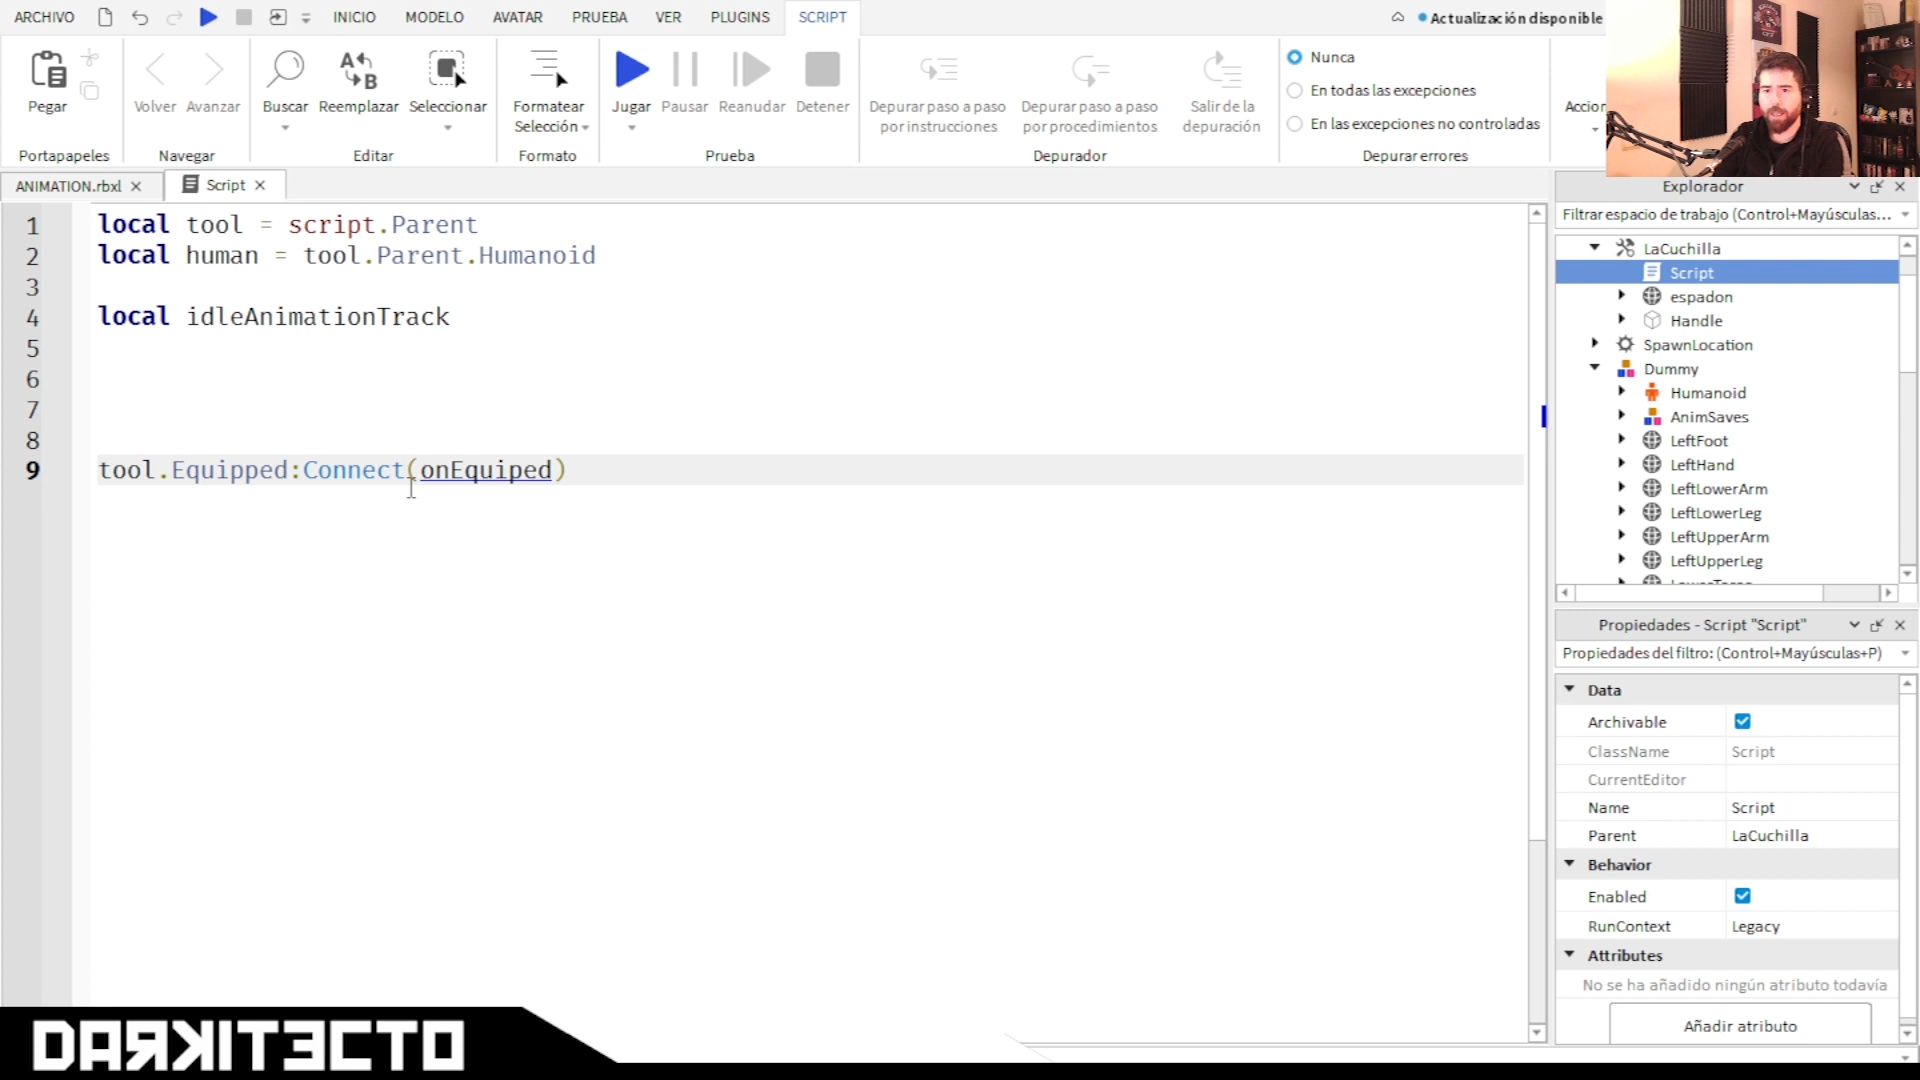 ARCHIVO INICIO MODELO AVATAR PRUEBA VER PLUGINS SCRIPT Actualización disponible
Pegar Volver Avanzar Buscar Reemplazar Seleccionar Formatear Selección Jugar Pausar Reanudar Detener
Depurar paso a paso por instrucciones
Depurar paso a paso por procedimientos
Salir de la depuración
Nunca
En todas las excepciones
En las excepciones no controladas
Portapapeles Navegar Editar Formato Prueba Depurador Depurar errores
ANIMATION.rbxl Script
1 local tool = script.Parent
2 local human = tool.Parent.Humanoid
3
4 local idleAnimationTrack
5
6
7
8
9 tool.Equipped:Connect(onEquiped)
Explorador
Filtrar espacio de trabajo (Control+Mayúsculas...
LaCuchilla
Script
espadon
Handle
SpawnLocation
Dummy
Humanoid
AnimSaves
LeftFoot
LeftHand
LeftLowerArm
LeftLowerLeg
LeftUpperArm
LeftUpperLeg
Propiedades - Script "Script"
Propiedades del filtro: (Control+Mayúsculas+P)
Data
Archivable
ClassName Script
CurrentEditor
Name Script
Parent LaCuchilla
Behavior
Enabled
RunContext Legacy
Attributes
No se ha añadido ningún atributo todavía
Añadir atributo
DARKITECTO